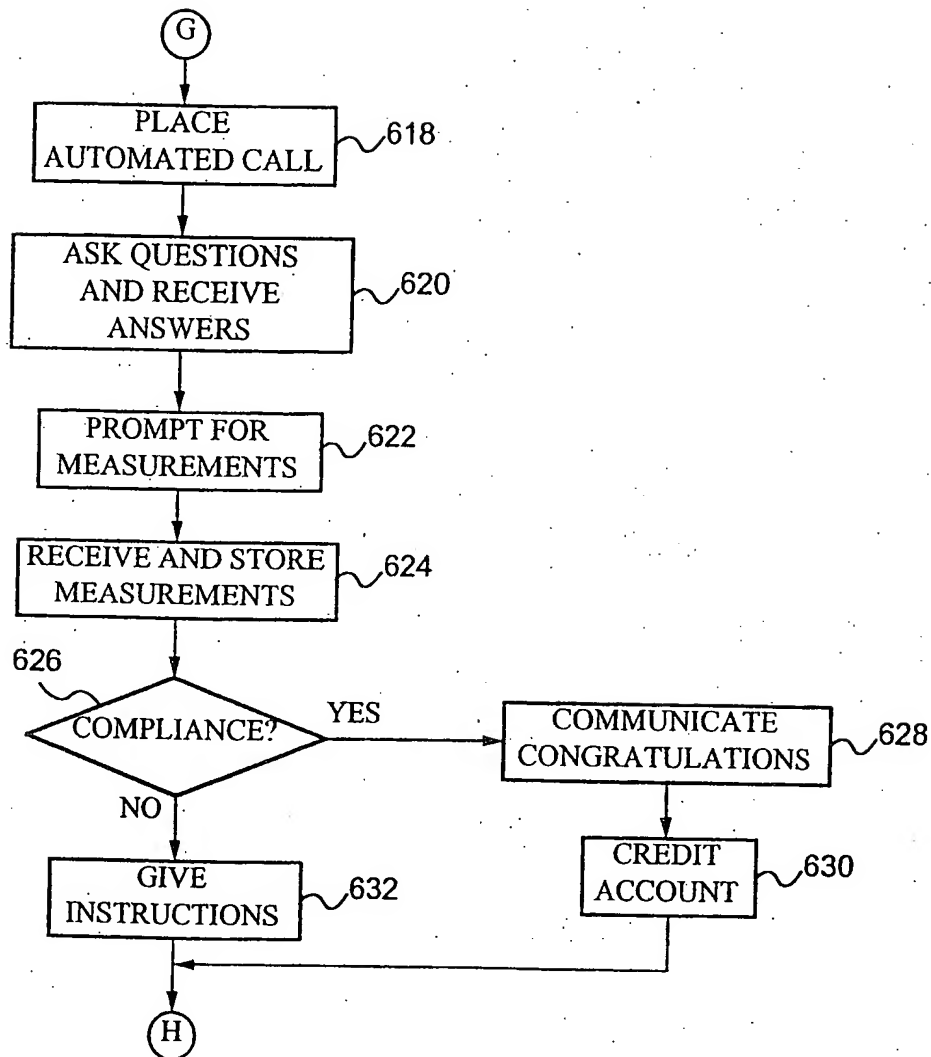 G
PLACE
AUTOMATED CALL
618
ASK QUESTIONS
AND RECEIVE
ANSWERS
620
PROMPT FOR
MEASUREMENTS
622
RECEIVE AND STORE
MEASUREMENTS
624
626
COMPLIANCE?
YES
NO
COMMUNICATE
CONGRATULATIONS
628
CREDIT
ACCOUNT
630
GIVE
INSTRUCTIONS
632
H